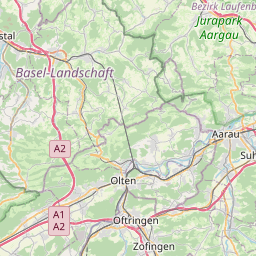 Bezirk Laufenb
Jurapark
Aargau
stal
Basel-Landschaft
Aarau
A2
Suh
Olten
A1
A2
Oftringen
Zofingen